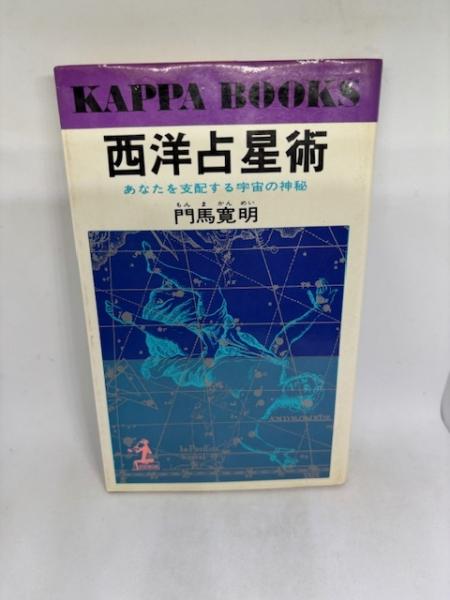 KAPPA BOOKS
西洋占星術
あなたを支配する宇宙の神秘
もん ま かん めい
門馬寛明
ANDROMEDE